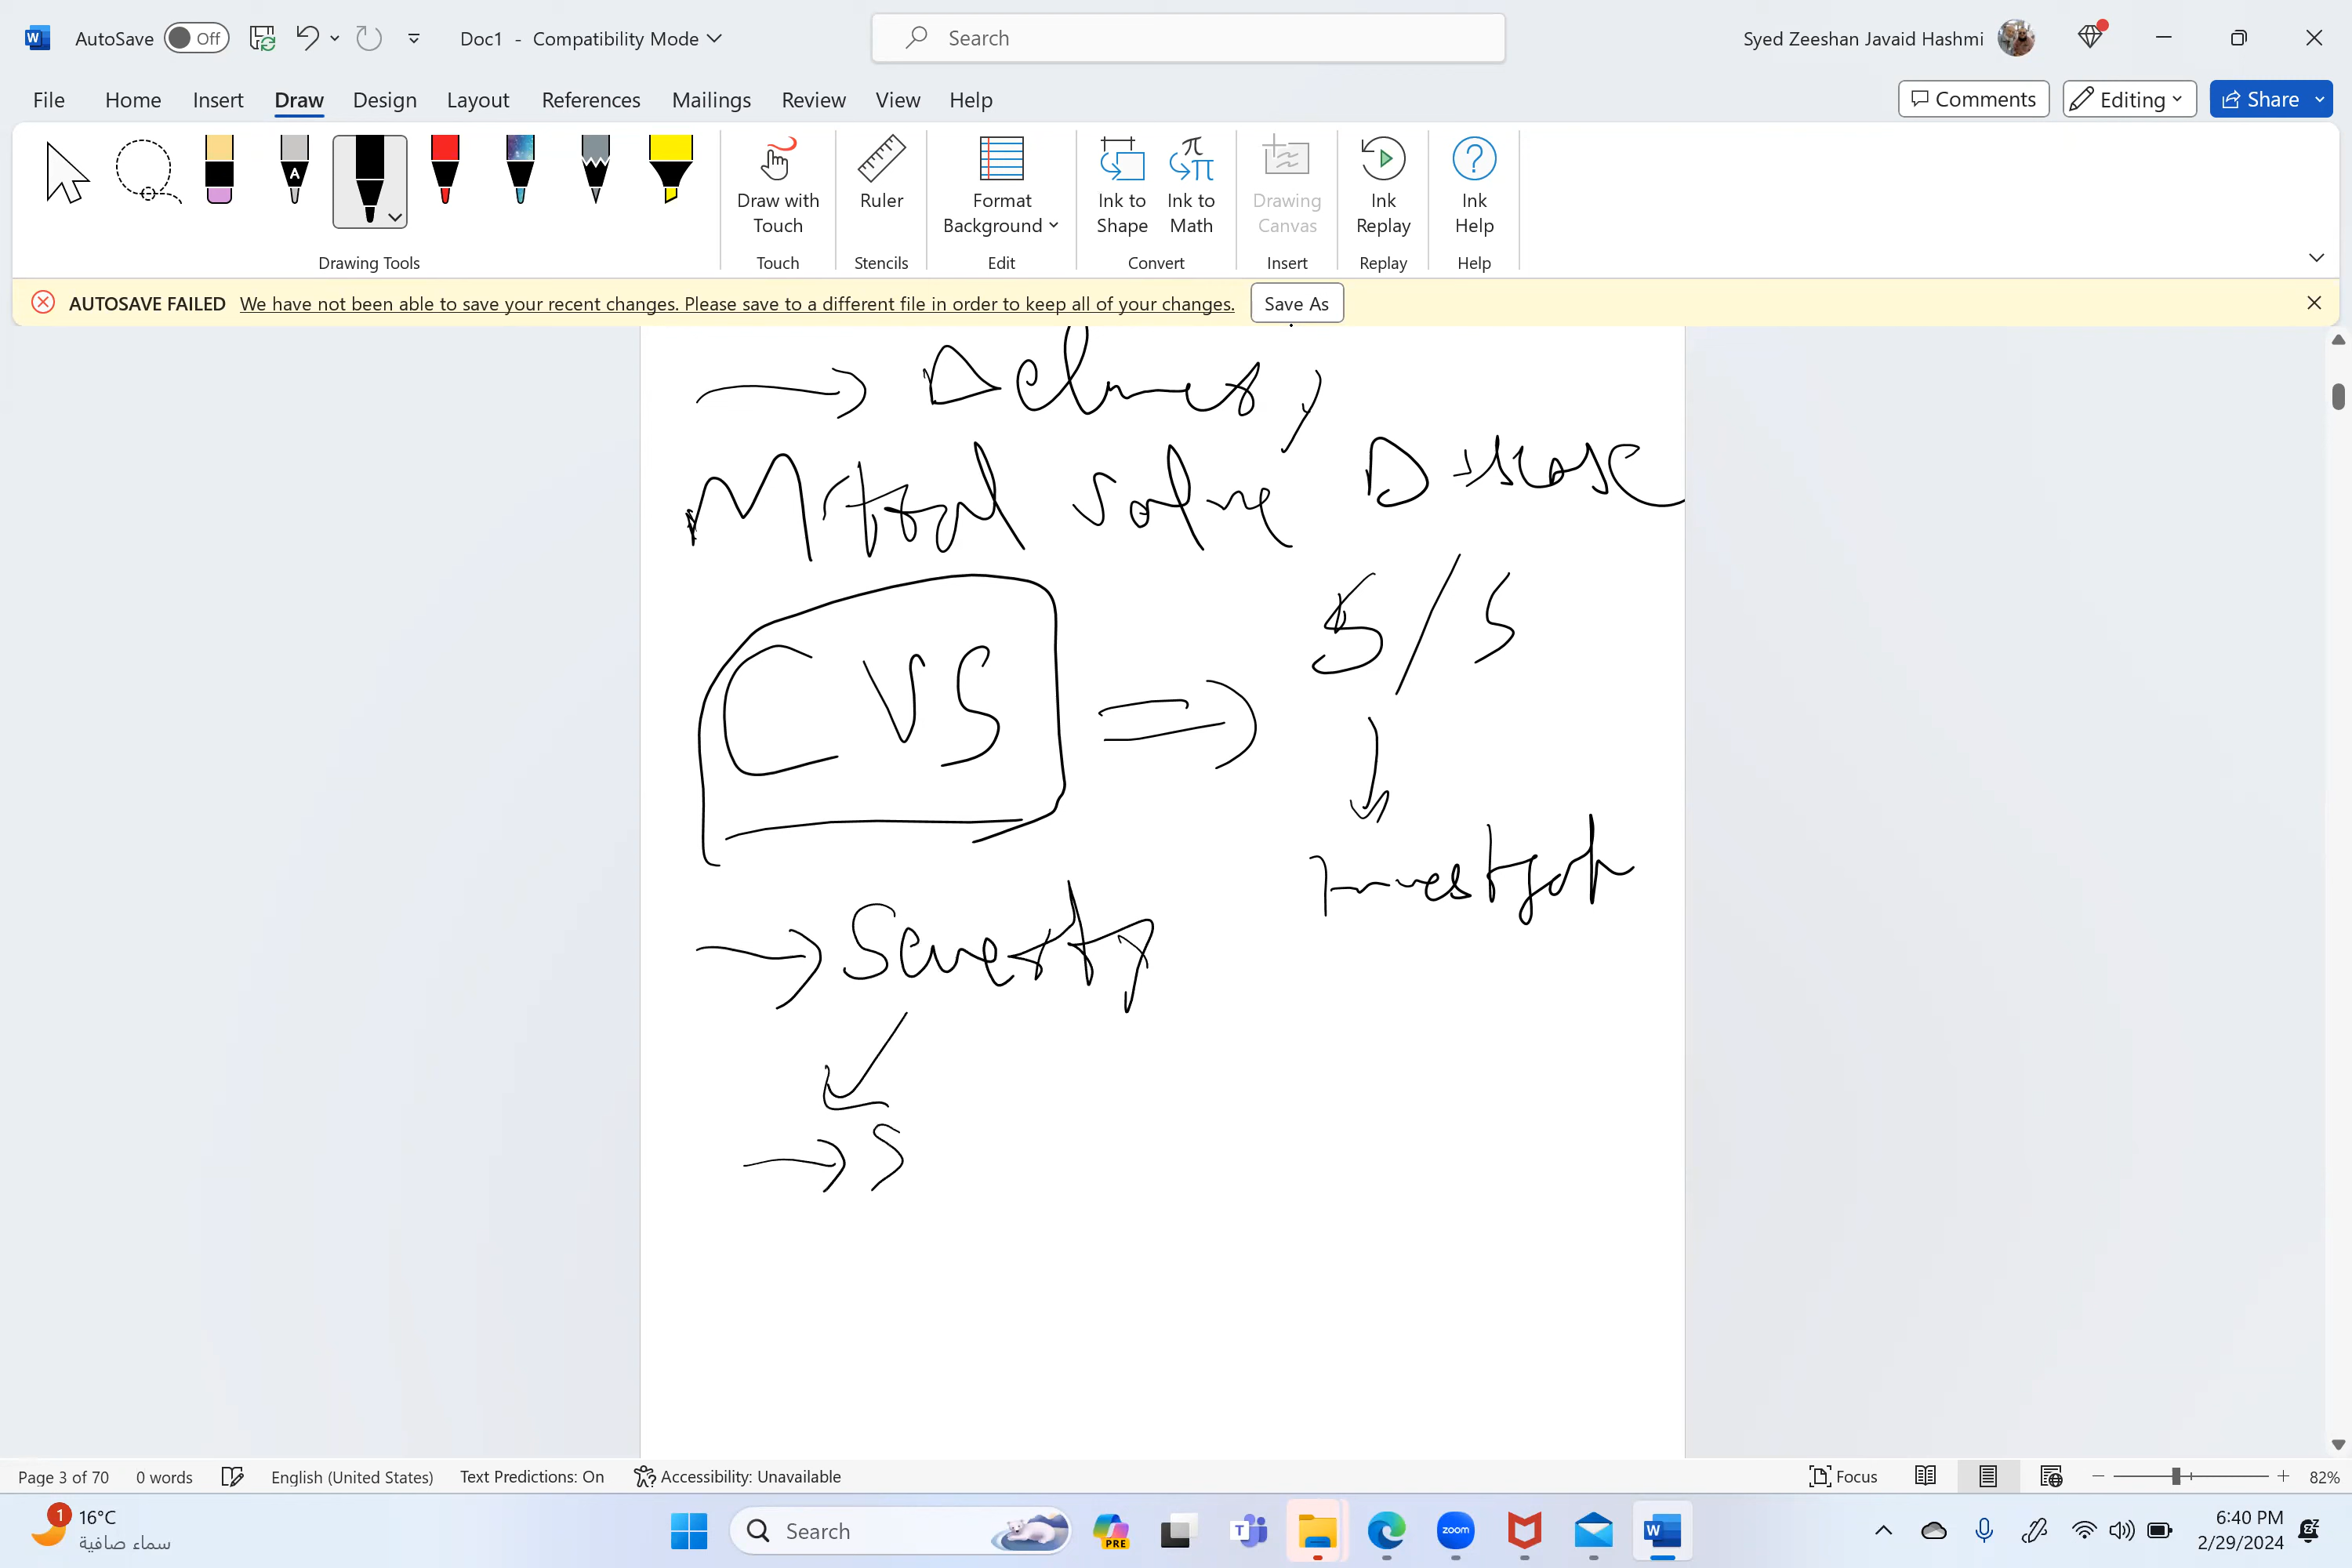 AutoSave Off Doc1 - Compatibility Mode Search Syed Zeeshan Javaid Hashmi
File Home Insert Draw Design Layout References Mailings Review View Help Comments Editing Share
A
Draw with Touch Ruler Format Background Ink to Shape Ink to Math Drawing Canvas Ink Replay Ink Help
Drawing Tools Touch Stencils Edit Convert Insert Replay Help
AUTOSAVE FAILED We have not been able to save your recent changes. Please save to a different file in order to keep all of your changes. Save As
Disease
CVS S/S
Severity
S
Page 3 of 70 0 words English (United States) Text Predictions: On Accessibility: Unavailable Focus 82%
1 16°C Search PRE zoom 6:40 PM
سماء صافية 2/29/2024